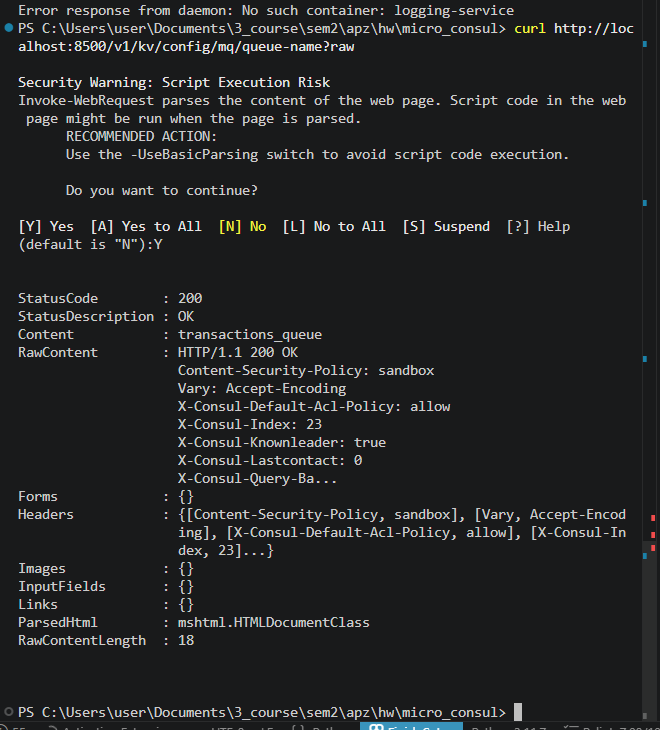 Error response from daemon: No such container: logging-service
PS C:\Users\user\Documents\3_course\sem2\apz\hw\micro_consul> curl http://loc
alhost:8500/v1/kv/config/mq/queue-name?raw
Security Warning: Script Execution Risk
Invoke-WebRequest parses the content of the web page. Script code in the web
 page might be run when the page is parsed.
      RECOMMENDED ACTION:
      Use the -UseBasicParsing switch to avoid script code execution.
      Do you want to continue?
[Y] Yes  [A] Yes to All  [N] No  [L] No to All  [S] Suspend  [?] Help
(default is "N"):Y
StatusCode        : 200
StatusDescription : OK
Content           : transactions_queue
RawContent        : HTTP/1.1 200 OK
                    Content-Security-Policy: sandbox
                    Vary: Accept-Encoding
                    X-Consul-Default-Acl-Policy: allow
                    X-Consul-Index: 23
                    X-Consul-Knownleader: true
                    X-Consul-Lastcontact: 0
                    X-Consul-Query-Ba...
Forms             : {}
Headers           : {[Content-Security-Policy, sandbox], [Vary, Accept-Encod
                    ing], [X-Consul-Default-Acl-Policy, allow], [X-Consul-In
                    dex, 23]...}
Images            : {}
InputFields       : {}
Links             : {}
ParsedHtml        : mshtml.HTMLDocumentClass
RawContentLength  : 18
PS C:\Users\user\Documents\3_course\sem2\apz\hw\micro_consul>